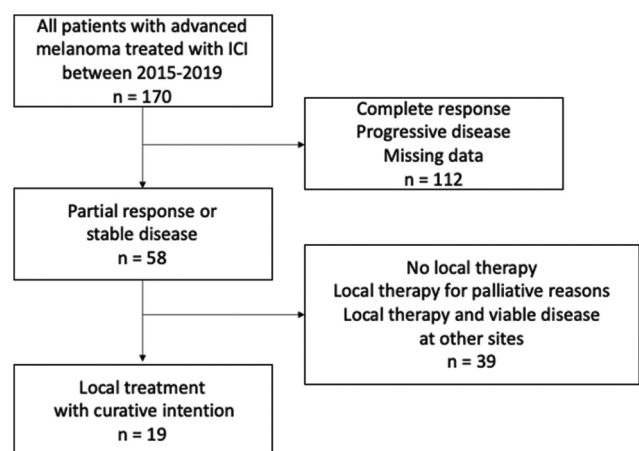 All patients with advanced
melanoma treated with ICI
between 2015-2019
n = 170
Complete response
Progressive disease
Missing data
n = 112
Partial response or
stable disease
n = 58
No local therapy
Local therapy for palliative reasons
Local therapy and viable disease
at other sites
n = 39
Local treatment
with curative intention
n = 19